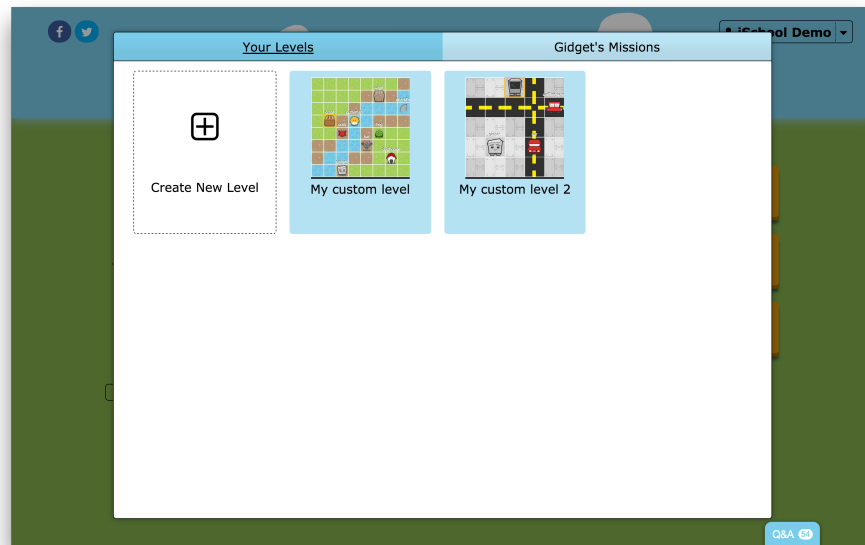 iSchool Demo
Your Levels
Gidget's Missions
Create New Level
My custom level
My custom level 2
Q&A 54